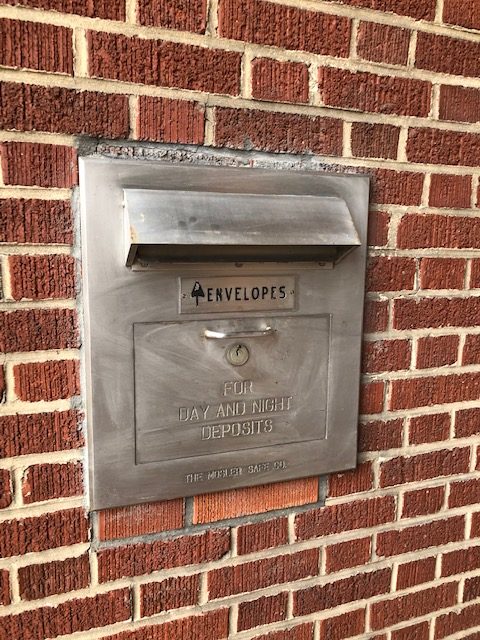 ENVELOPES
FOR
DAY AND NIGHT
DEPOSITS
THE MOSLER SAFE CO.